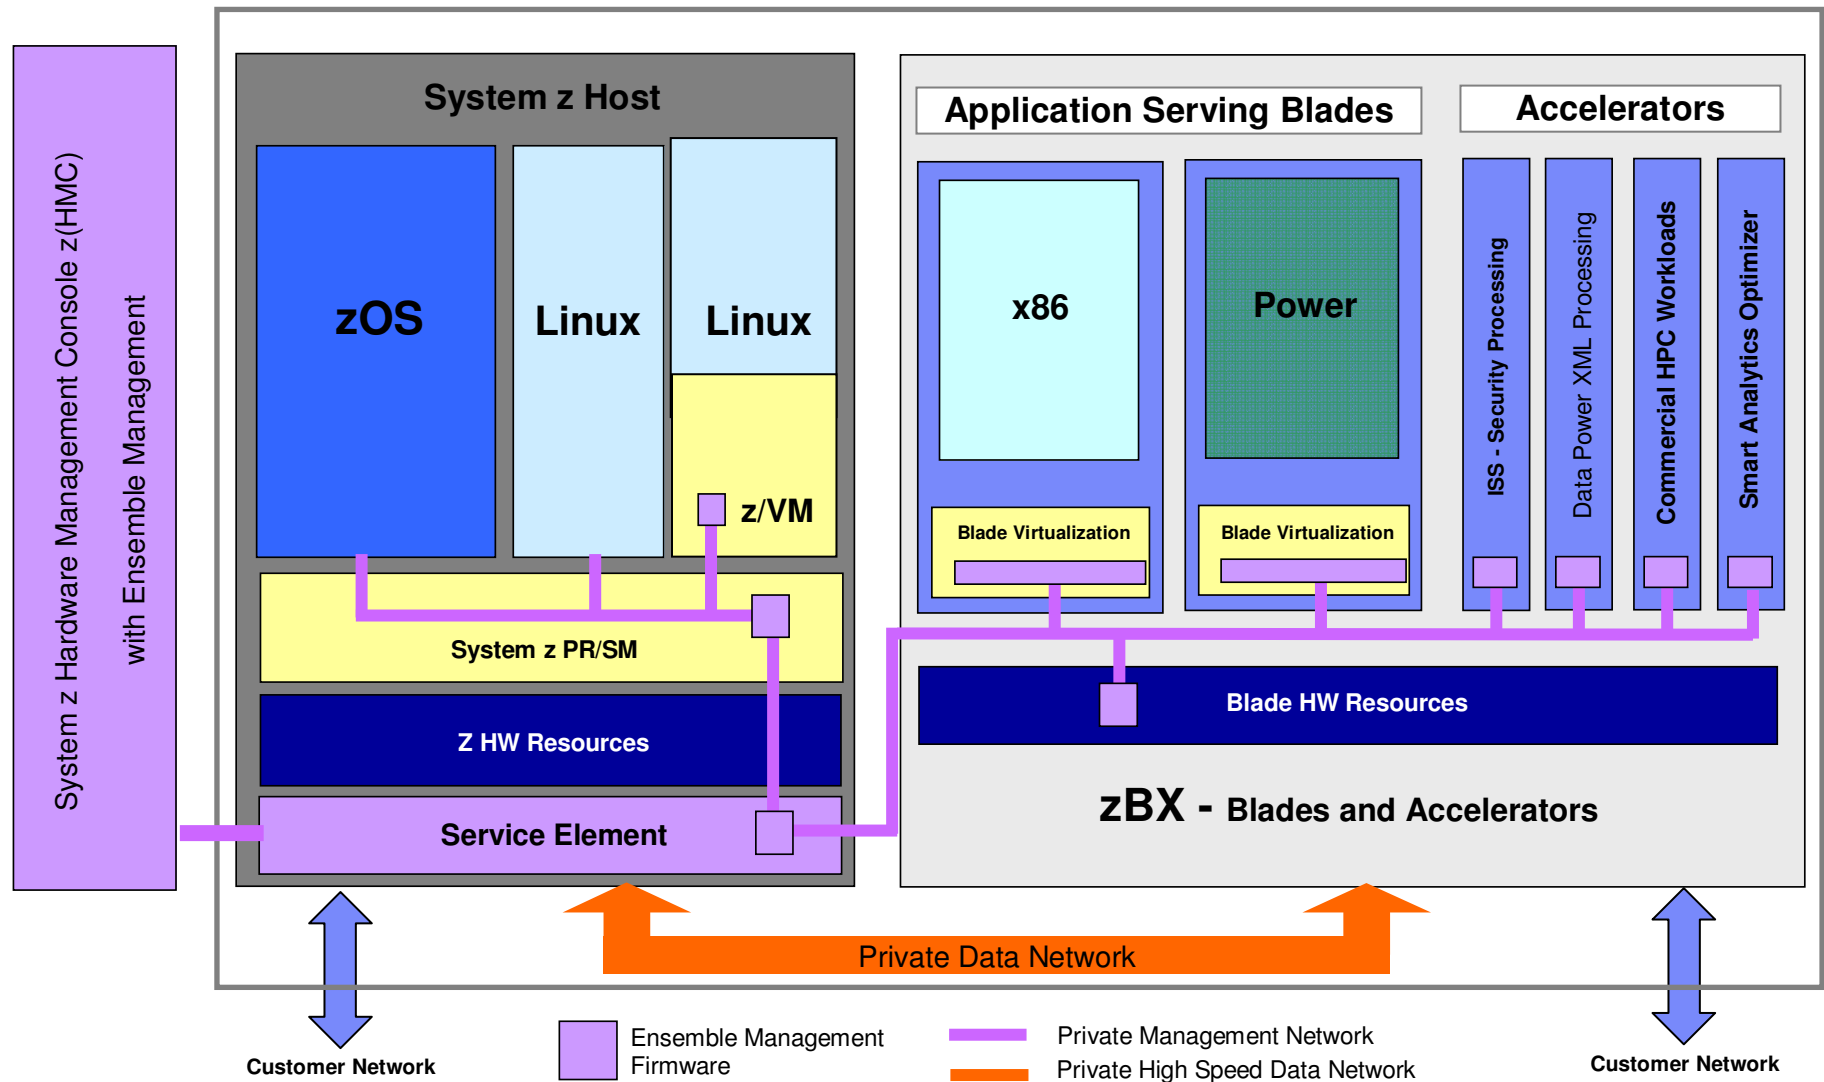 System z Hardware Management Console z(HMC)
with Ensemble Management
System z Host
zOS
Linux
Linux
z/VM
System z PR/SM
Z HW Resources
Service Element
Application Serving Blades
Accelerators
x86
Power
Blade Virtualization
Blade Virtualization
ISS - Security Processing
Data Power XML Processing
Commercial HPC Workloads
Smart Analytics Optimizer
Blade HW Resources
zBX - Blades and Accelerators
Private Data Network
Customer Network
Ensemble Management
Firmware
Private Management Network
Private High Speed Data Network
Customer Network